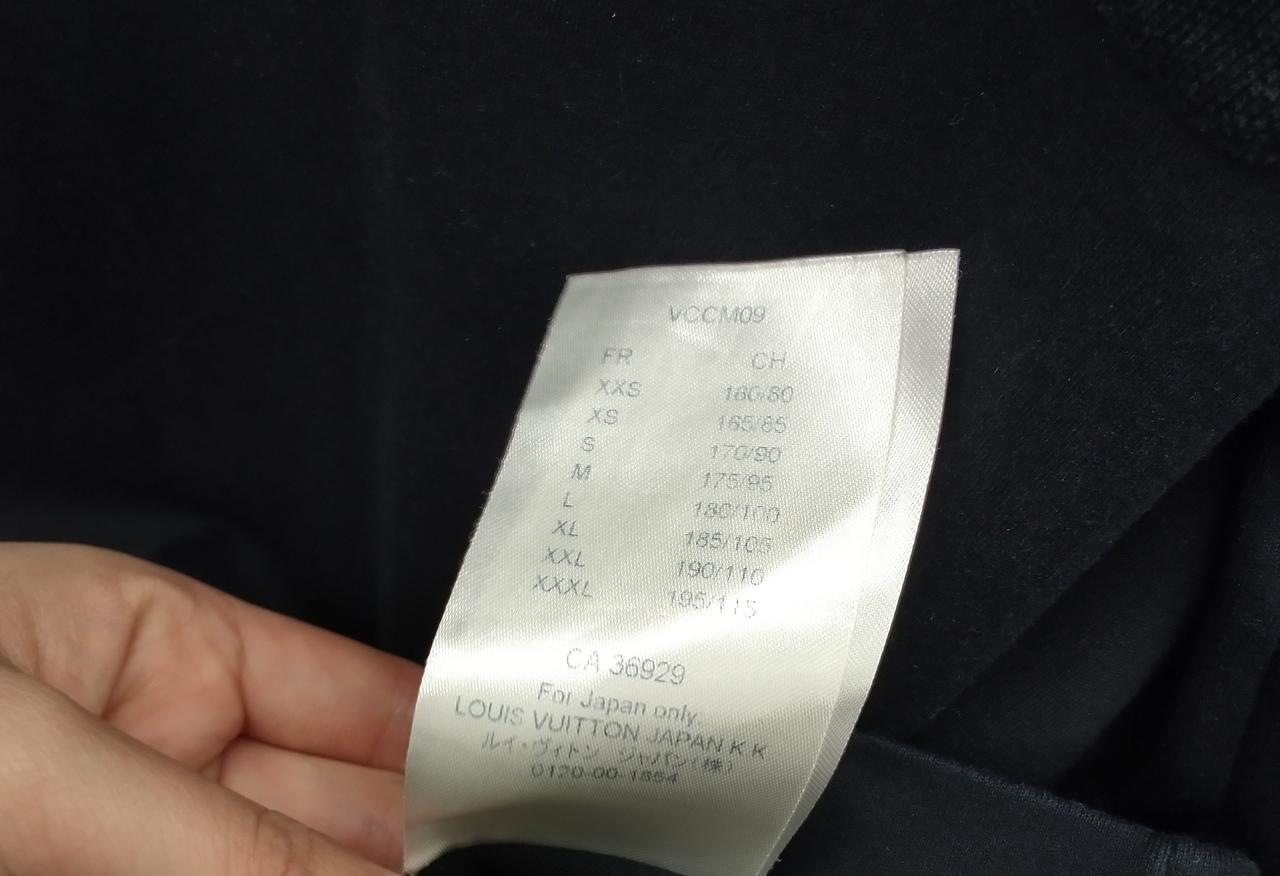 VCCM09
FR CH
XXS 160/80
XS 165/85
S 170/90
M 175/95
L 180/100
XL 185/105
XXL 190/110
XXXL 195/115
CA 36929
For Japan only.
LOUIS VUITTON JAPAN K K
ルイ・ヴィトン ジャパン(株)
0120-00-1854